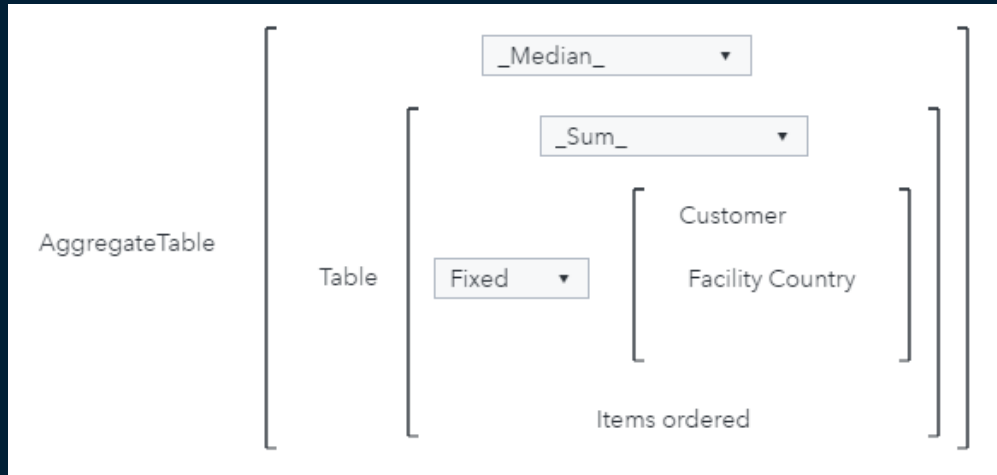 _Median_
_Sum_
Customer
AggregateTable
Table
Fixed
Facility Country
Items ordered